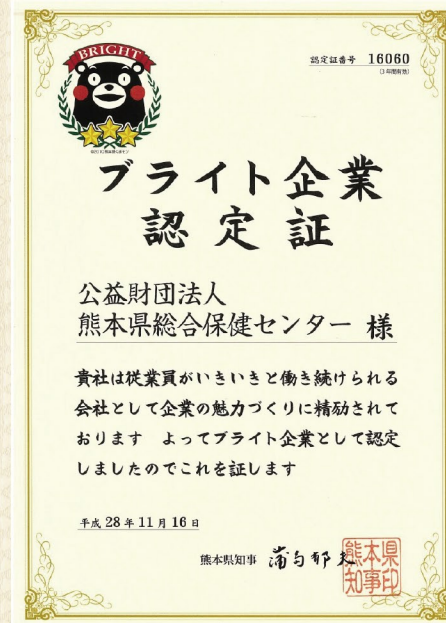 BRIGHT
認定証番号 16060
(3年間有効)
ブライト企業
認定証
公益財団法人
熊本県総合保健センター 様
貴社は従業員がいきいきと働き続けられる
会社として企業の魅力づくりに精励されて
おります よってブライト企業として認定
しましたのでこれを証します
平成28年11月16日
熊本県知事 蒲島郁夫
熊本県
知事印